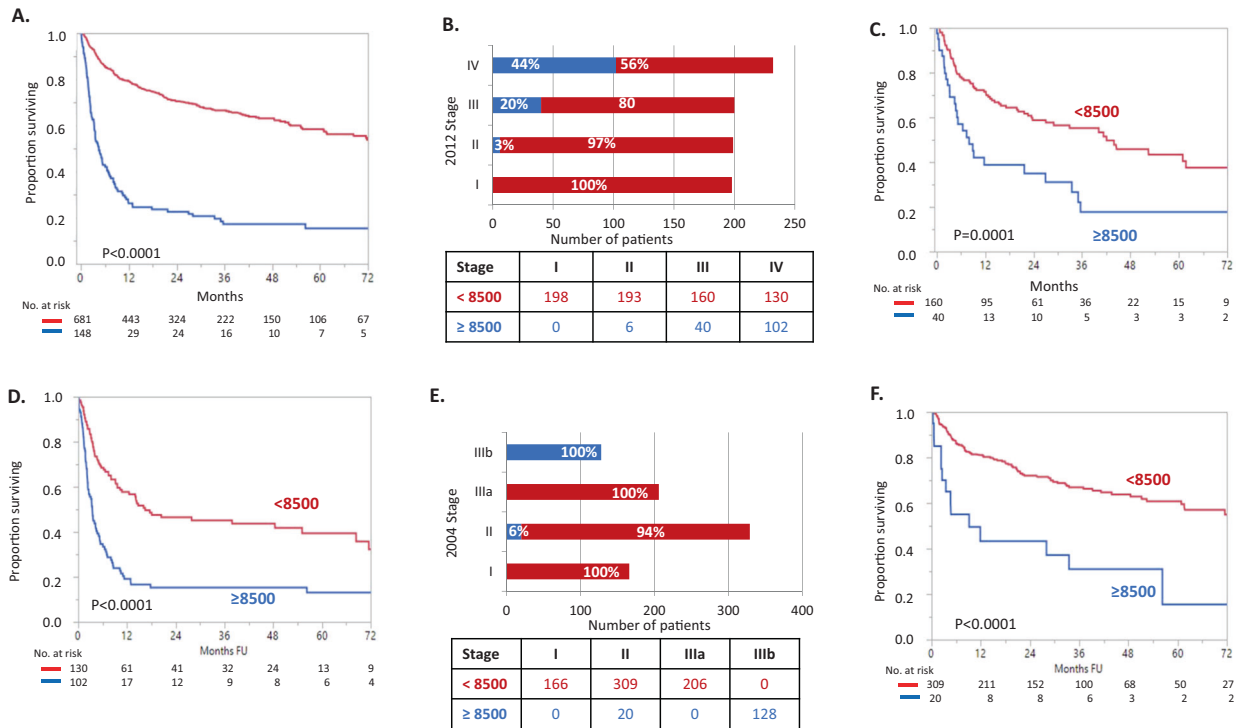 A.
1.0
0.8
0.6
0.4
0.2
0.0
Proportion surviving
P<0.0001
0 12 24 36 48 60 72
Months
No. at risk
681 443 324 222 150 106 67
148 29 24 16 10 7 5
B.
2012 Stage
IV 44% 56%
III 20% 80
II 3% 97%
I 100%
0 50 100 150 200 250
Number of patients
Stage I II III IV
< 8500 198 193 160 130
≥ 8500 0 6 40 102
C.
1.0
0.8
0.6
0.4
0.2
0.0
Proportion surviving
<8500
≥8500
P=0.0001
0 12 24 36 48 60 72
Months
No. at risk
160 95 61 36 22 15 9
40 13 10 5 3 3 2
D.
1.0
0.8
0.6
0.4
0.2
0.0
Proportion surviving
<8500
≥8500
P<0.0001
0 12 24 36 48 60 72
Months FU
No. at risk
130 61 41 32 24 13 9
102 17 12 9 8 6 4
E.
2004 Stage
IIIb 100%
IIIa 100%
II 6% 94%
I 100%
0 100 200 300 400
Number of patients
Stage I II IIIa IIIb
< 8500 166 309 206 0
≥ 8500 0 20 0 128
F.
1.0
0.8
0.6
0.4
0.2
0.0
Proportion surviving
<8500
≥8500
P<0.0001
0 12 24 36 48 60 72
Months FU
No. at risk
309 211 152 100 68 50 27
20 8 8 6 3 2 2